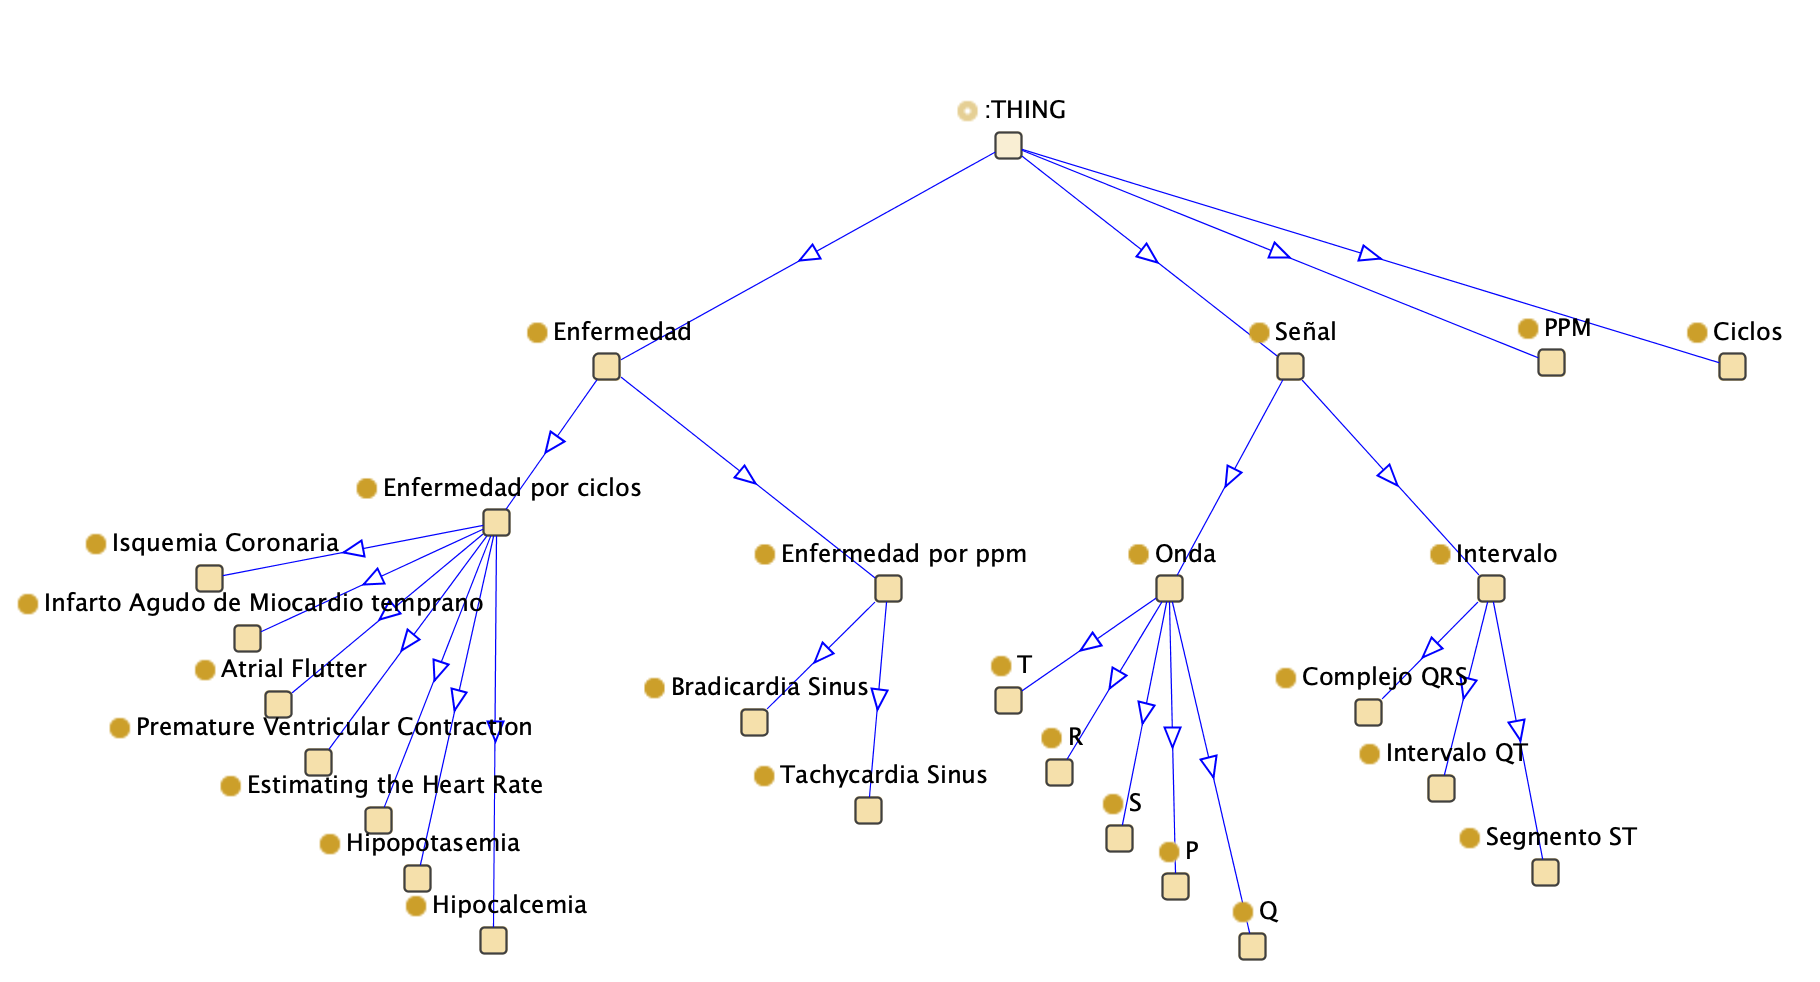 :THING
Enfermedad
Señal
PPM
Ciclos
Enfermedad por ciclos
Isquemia Coronaria
Infarto Agudo de Miocardio temprano
Atrial Flutter
Premature Ventricular Contraction
Estimating the Heart Rate
Hipopotasemia
Hipocalcemia
Enfermedad por ppm
Bradicardia Sinus
Tachycardia Sinus
Onda
T
R
S
P
Q
Intervalo
Complejo QRS
Intervalo QT
Segmento ST